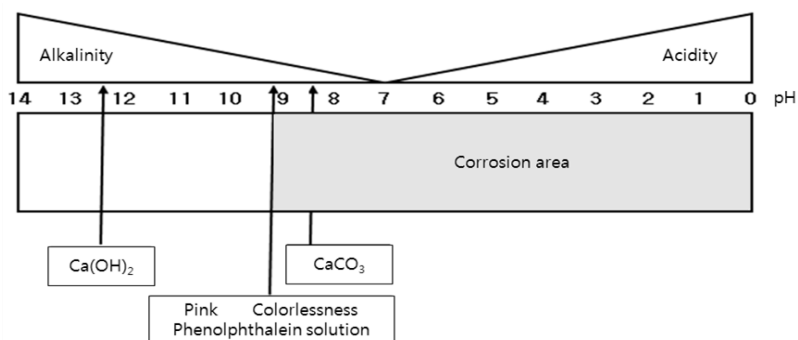 Alkalinity Acidity
14 13 12 11 10 9 8 7 6 5 4 3 2 1 0 pH
Corrosion area
Ca(OH)₂ CaCO₃
Pink Colorlessness
Phenolphthalein solution